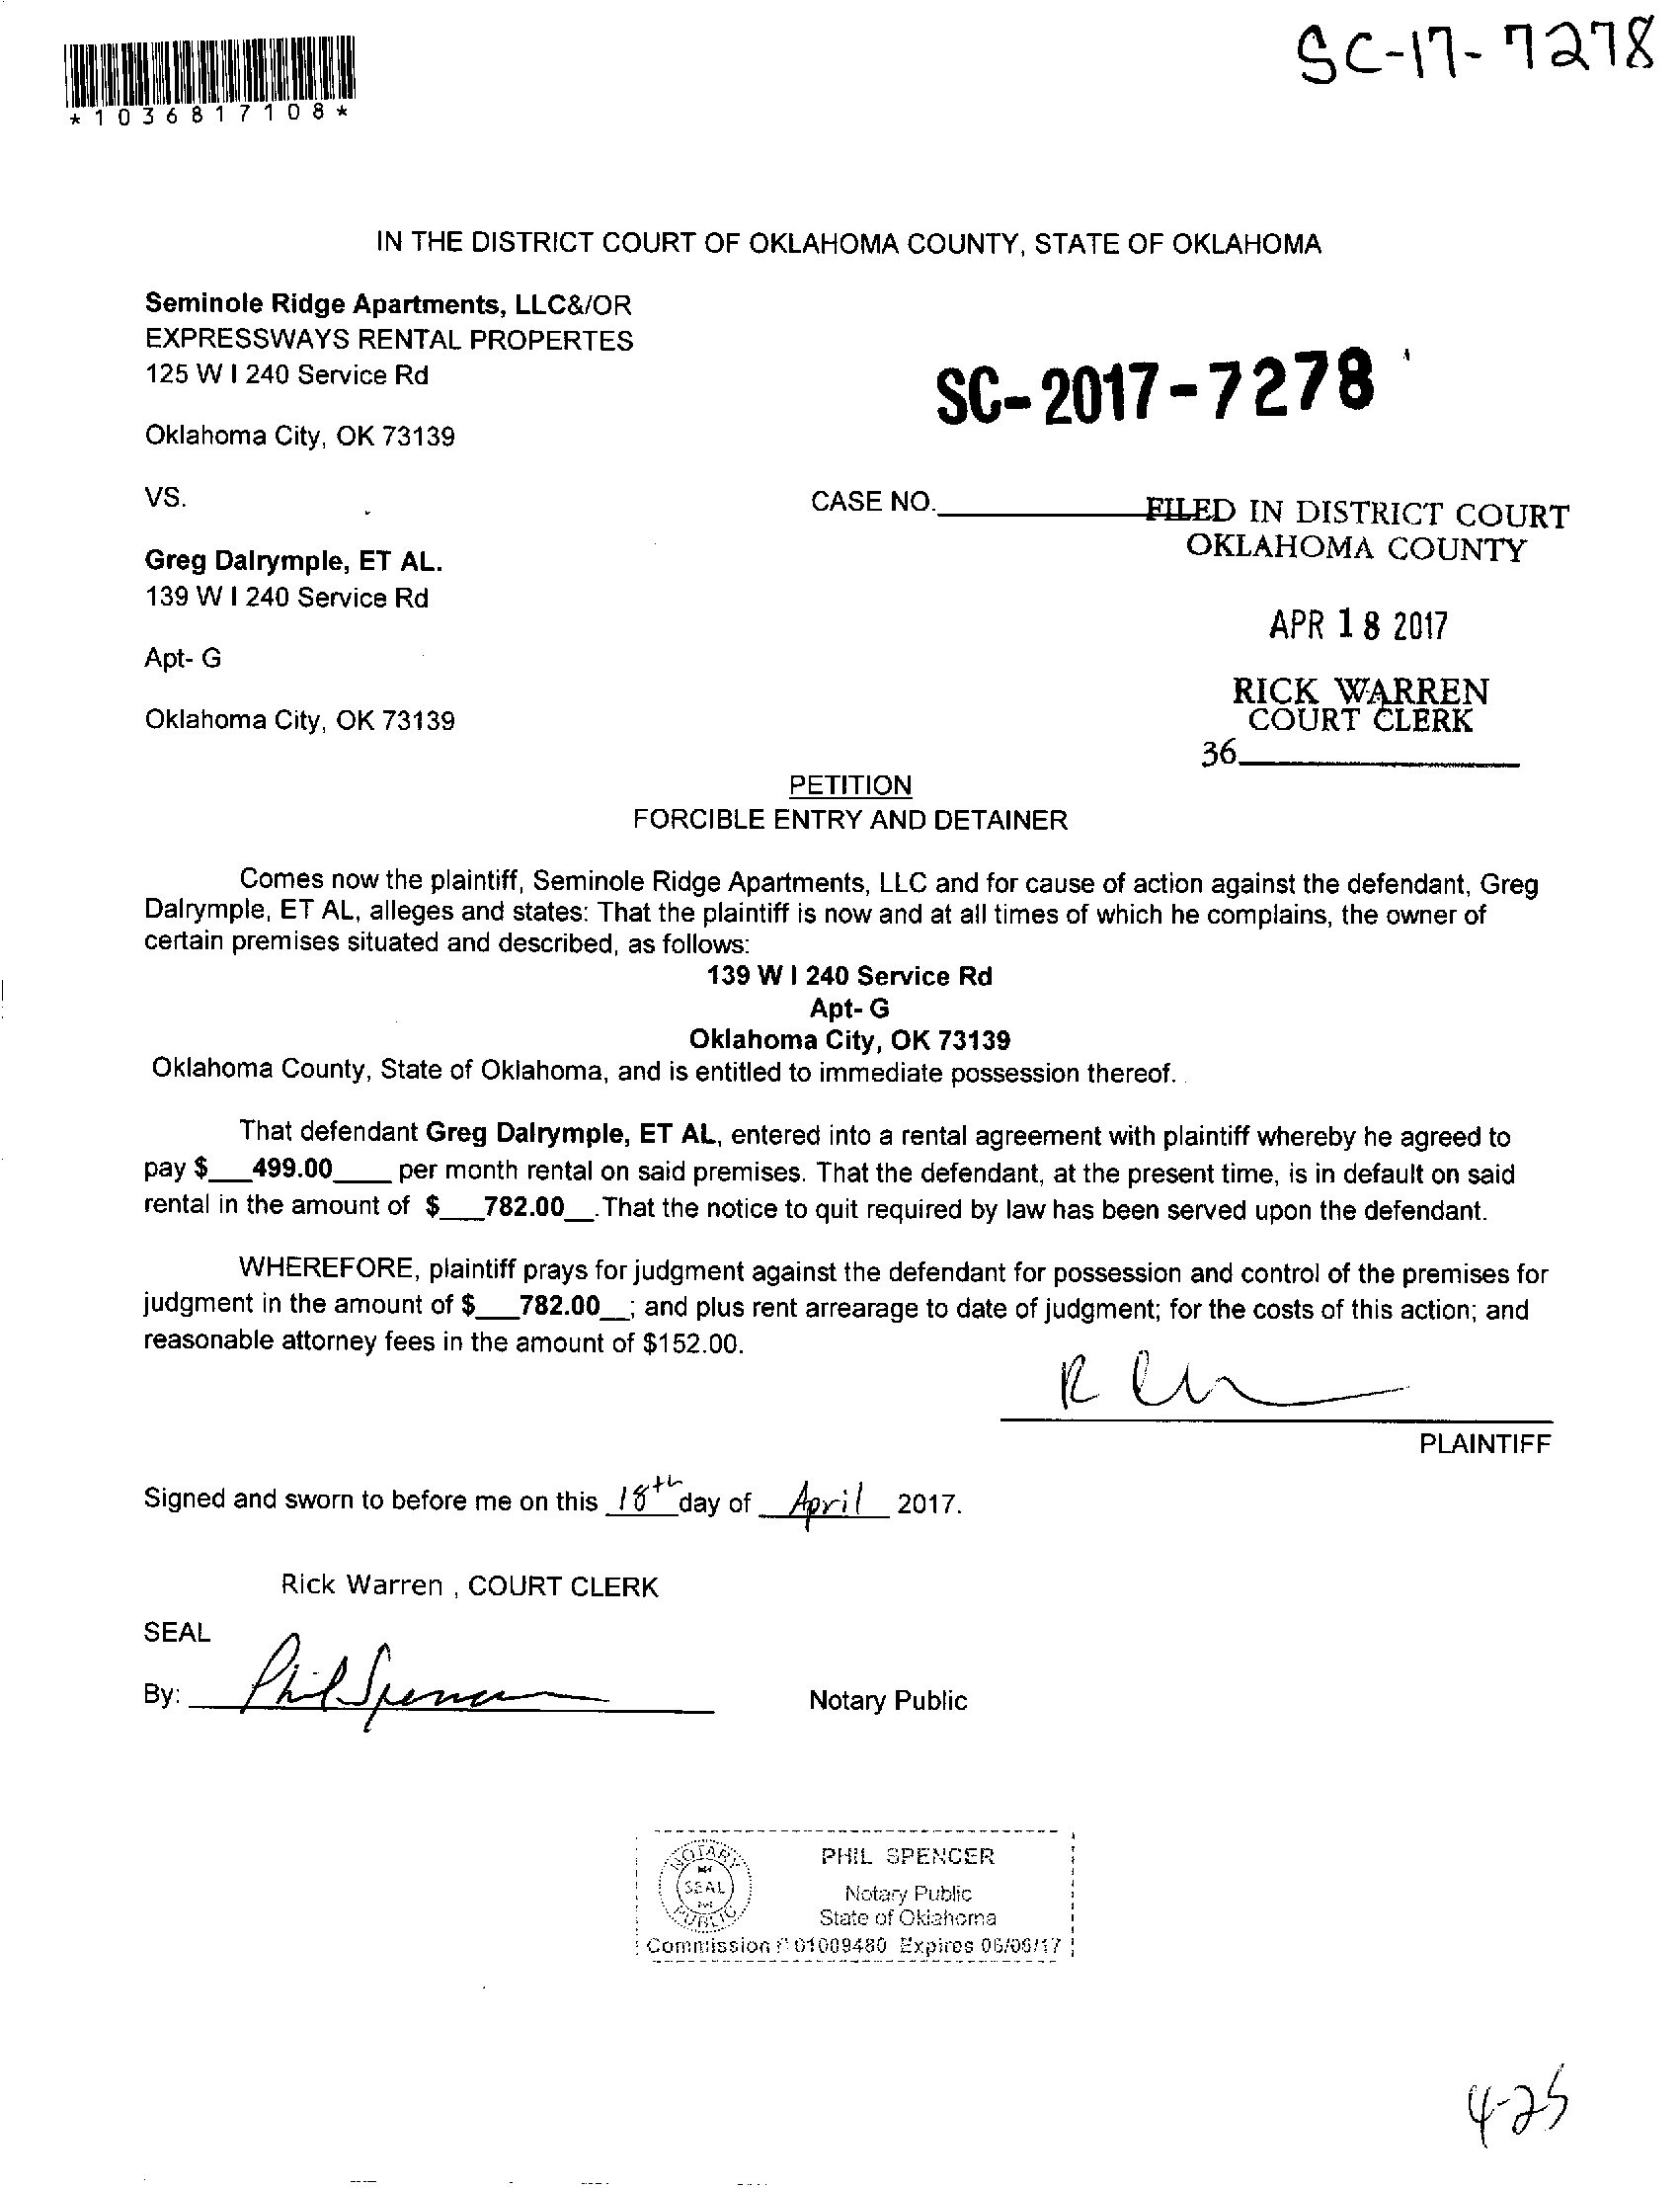 SC-17-7278
*1036817108*
IN THE DISTRICT COURT OF OKLAHOMA COUNTY, STATE OF OKLAHOMA
Seminole Ridge Apartments, LLC&/OR
EXPRESSWAYS RENTAL PROPERTES
125 W I 240 Service Rd
SC-2017-7278
Oklahoma City, OK 73139
VS.
CASE NO.
FILED IN DISTRICT COURT
OKLAHOMA COUNTY
Greg Dalrymple, ET AL.
139 W I 240 Service Rd
APR 18 2017
Apt- G
RICK WARREN
COURT CLERK
Oklahoma City, OK 73139
36
PETITION
FORCIBLE ENTRY AND DETAINER
Comes now the plaintiff, Seminole Ridge Apartments, LLC and for cause of action against the defendant, Greg
Dalrymple, ET AL, alleges and states: That the plaintiff is now and at all times of which he complains, the owner of
certain premises situated and described, as follows:
139 W I 240 Service Rd
Apt- G
Oklahoma City, OK 73139
Oklahoma County, State of Oklahoma, and is entitled to immediate possession thereof.
That defendant Greg Dalrymple, ET AL, entered into a rental agreement with plaintiff whereby he agreed to
pay $___499.00____ per month rental on said premises. That the defendant, at the present time, is in default on said
rental in the amount of $___782.00__.That the notice to quit required by law has been served upon the defendant.
WHEREFORE, plaintiff prays for judgment against the defendant for possession and control of the premises for
judgment in the amount of $___782.00__; and plus rent arrearage to date of judgment; for the costs of this action; and
reasonable attorney fees in the amount of $152.00.
PLAINTIFF
Signed and sworn to before me on this 18th day of April 2017.
Rick Warren , COURT CLERK
SEAL
By: Phil Spencer
Notary Public
NOTARY
SEAL
PUBLIC
PHIL SPENCER
Notary Public
State of Oklahoma
Commission # 01009480 Expires 06/06/17
4-25